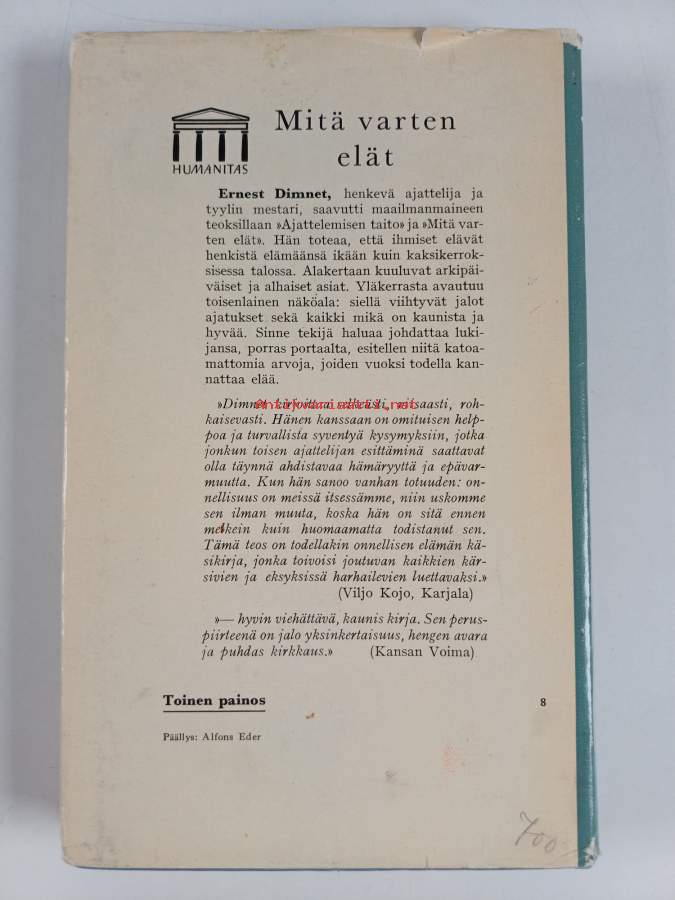 Mitä varten
elät
HUMANITAS
Ernest Dimnet, henkevä ajattelija ja
tyylin mestari, saavutti maailmanmaineen
teoksillaan »Ajattelemisen taito» ja »Mitä var-
ten elät». Hän toteaa, että ihmiset elävät
henkistä elämäänsä ikään kuin kaksikerrok-
sisessa talossa. Alakertaan kuuluvat arkipäi-
väiset ja alhaiset asiat. Yläkerrasta avautuu
toisenlainen näköala: siellä viihtyvät jalot
ajatukset sekä kaikki mikä on kaunista ja
hyvää. Sinne tekijä haluaa johdattaa luki-
jansa, porras portaalta, esitellen niitä katoa-
mattomia arvoja, joiden vuoksi todella kan-
nattaa elää.
»Dimnet kirjoittaa selkeästi, viisaasti, roh-
kaisevasti. Hänen kanssaan on omituisen help-
poa ja turvallista syventyä kysymyksiin, jotka
jonkun toisen ajattelijan esittäminä saattavat
olla täynnä ahdistavaa hämäryyttä ja epävar-
muutta. Kun hän sanoo vanhan totuuden: on-
nellisuus on meissä itsessämme, niin uskomme
sen ilman muuta, koska hän on sitä ennen
melkein kuin huomaamatta todistanut sen.
Tämä teos on todellakin onnellisen elämän kä-
sikirja, jonka toivoisi joutuvan kaikkien kär-
sivien ja eksyksissä harhailevien luettavaksi.»
(Viljo Kojo, Karjala)
»— hyvin viehättävä, kaunis kirja. Sen perus-
piirteenä on jalo yksinkertaisuus, hengen avara
ja puhdas kirkkaus.» (Kansan Voima)
Toinen painos 8
Päällys: Alfons Eder
700